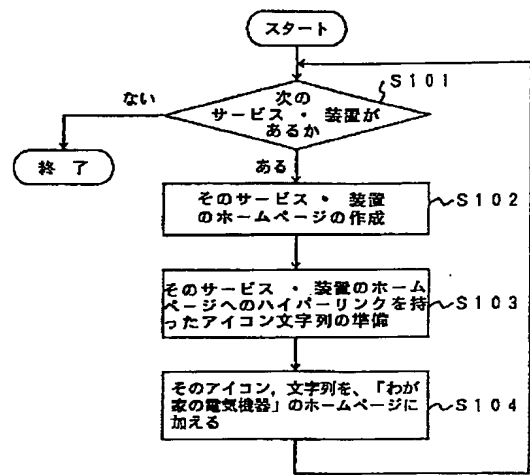 スタート
S101
次の
サービス ・ 装置が
あるか
ない
終 了
ある
そのサービス ・ 装置
のホームページの作成
S102
そのサービス ・ 装置のホーム
ページへのハイパーリンクを持
ったアイコン文字列の準備
S103
そのアイコン，文字列を、「わが
家の電気機器」のホームページに
加える
S104